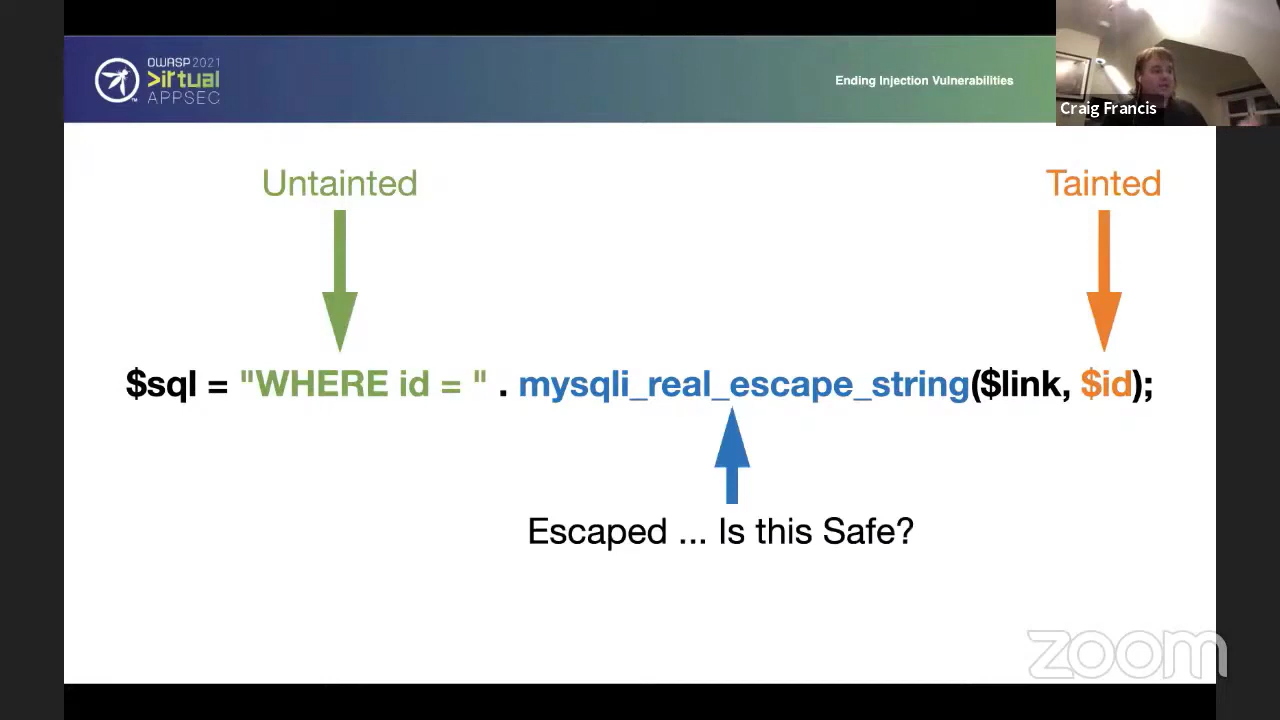 OWASP 2021
>irtual
APPSEC
Ending Injection Vulnerabilities
Craig Francis
Untainted
Tainted
$sql = "WHERE id = " . mysqli_real_escape_string($link, $id);
Escaped ... Is this Safe?
zoom